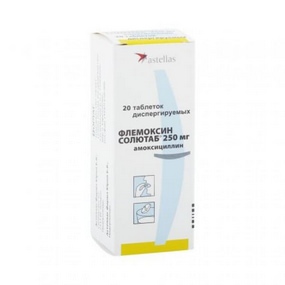 astellas
20 таблеток
диспергируемых
ФЛЕМОКСИН
СОЛЮТАБ® 250 мг
амоксициллин